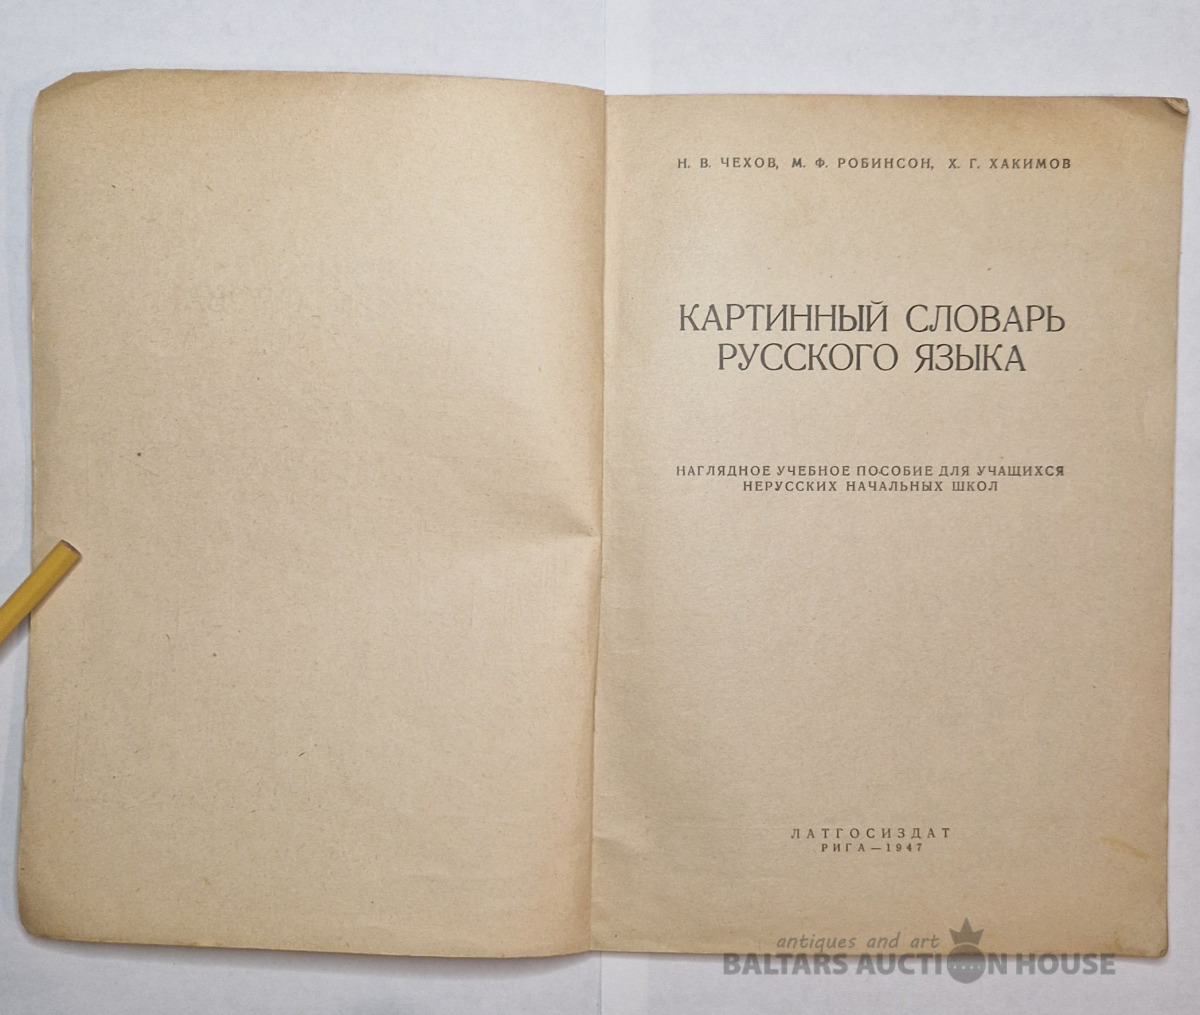 Н. В. ЧЕХОВ, М. Ф. РОБИНСОН, Х. Г. ХАКИМОВ
КАРТИННЫЙ СЛОВАРЬ
РУССКОГО ЯЗЫКА
НАГЛЯДНОЕ УЧЕБНОЕ ПОСОБИЕ ДЛЯ УЧАЩИХСЯ
НЕРУССКИХ НАЧАЛЬНЫХ ШКОЛ
ЛАТГОСИЗДАТ
РИГА—1947
antiques and art
BALTARS AUCTION HOUSE